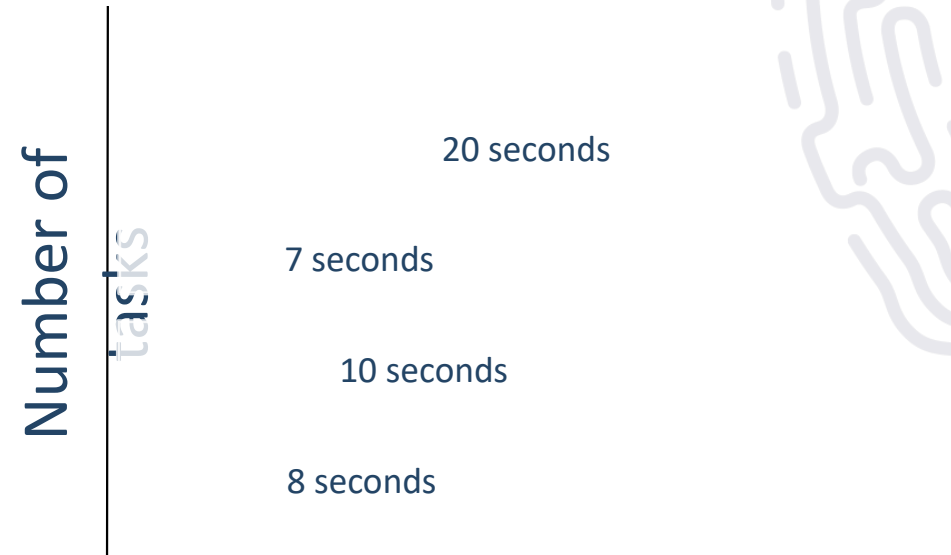 Number of
tasks
20 seconds
7 seconds
10 seconds
8 seconds